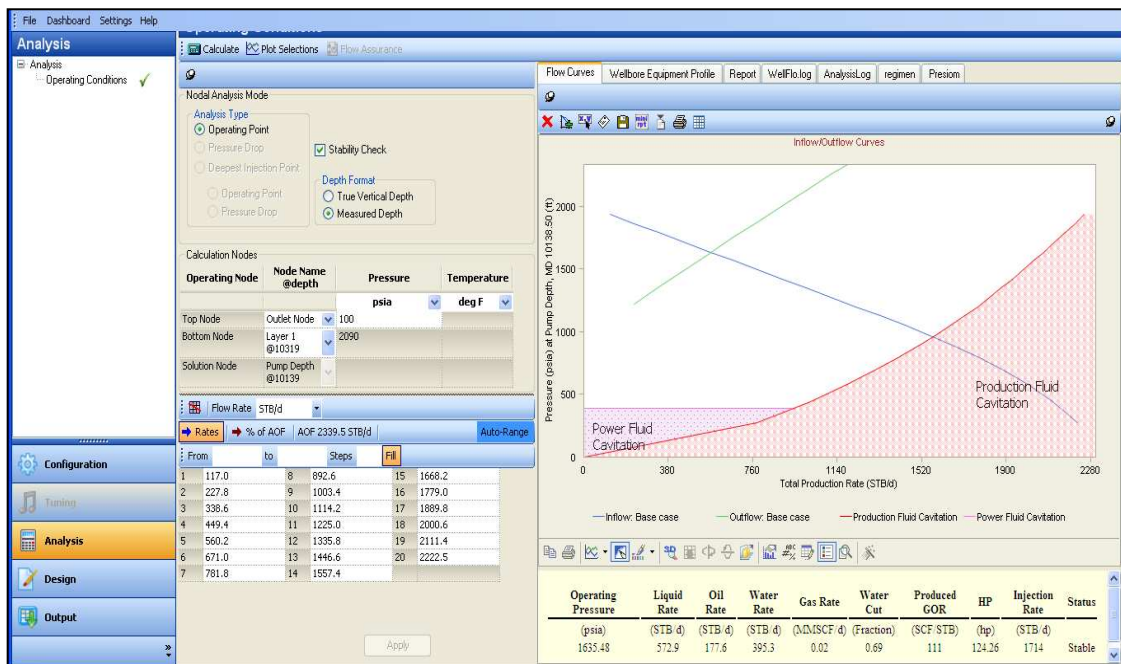 File Dashboard Settings Help
Analysis
Analysis
Operating Conditions
Operating Conditions
Calculate Plot Selections Flow Assurance
Nodal Analysis Mode
Analysis Type
Operating Point
Pressure Drop
Deepest Injection Point
Operating Point
Pressure Drop
Stability Check
Depth Format
True Vertical Depth
Measured Depth
Calculation Nodes
Operating Node Node Name @depth Pressure Temperature
psia deg F
Top Node Outlet Node 100
Bottom Node Layer 1 @10319 2090
Solution Node Pump Depth @10139
Flow Rate STB/d
Rates % of AOF AOF 2339.5 STB/d Auto-Range
From to Steps Fill
1 117.0 8 892.6 15 1668.2
2 227.8 9 1003.4 16 1779.0
3 338.6 10 1114.2 17 1889.8
4 449.4 11 1225.0 18 2000.6
5 560.2 12 1335.8 19 2111.4
6 671.0 13 1446.6 20 2222.5
7 781.8 14 1557.4
Apply
Configuration
Tuning
Analysis
Design
Output
Flow Curves Wellbore Equipment Profile Report WellFlo.log AnalysisLog regimen Presiom
Inflow/Outflow Curves
Pressure (psia) at Pump Depth, MD 10138.50 (ft)
2000
1500
1000
500
0
Production Fluid
Cavitation
Power Fluid
Cavitation
0 380 760 1140 1520 1900 2280
Total Production Rate (STB/d)
Inflow: Base case Outflow: Base case Production Fluid Cavitation Power Fluid Cavitation
Operating Pressure Liquid Rate Oil Rate Water Rate Gas Rate Water Cut Produced GOR HP Injection Rate Status
(psia) (STB/d) (STB/d) (STB/d) (MMSCF/d) (Fraction) (SCF/STB) (hp) (STB/d)
1635.48 572.9 177.6 395.3 0.02 0.69 111 124.26 1714 Stable